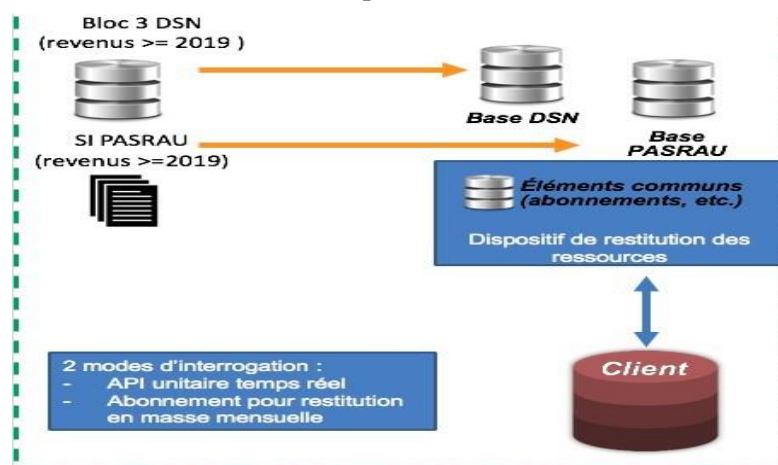 Bloc 3 DSN
(revenus >= 2019 )
Base DSN
Base
PASRAU
SI PASRAU
(revenus >=2019)
Éléments communs
(abonnements, etc.)
Dispositif de restitution des
ressources
2 modes d'interrogation :
- API unitaire temps réel
- Abonnement pour restitution
en masse mensuelle
Client